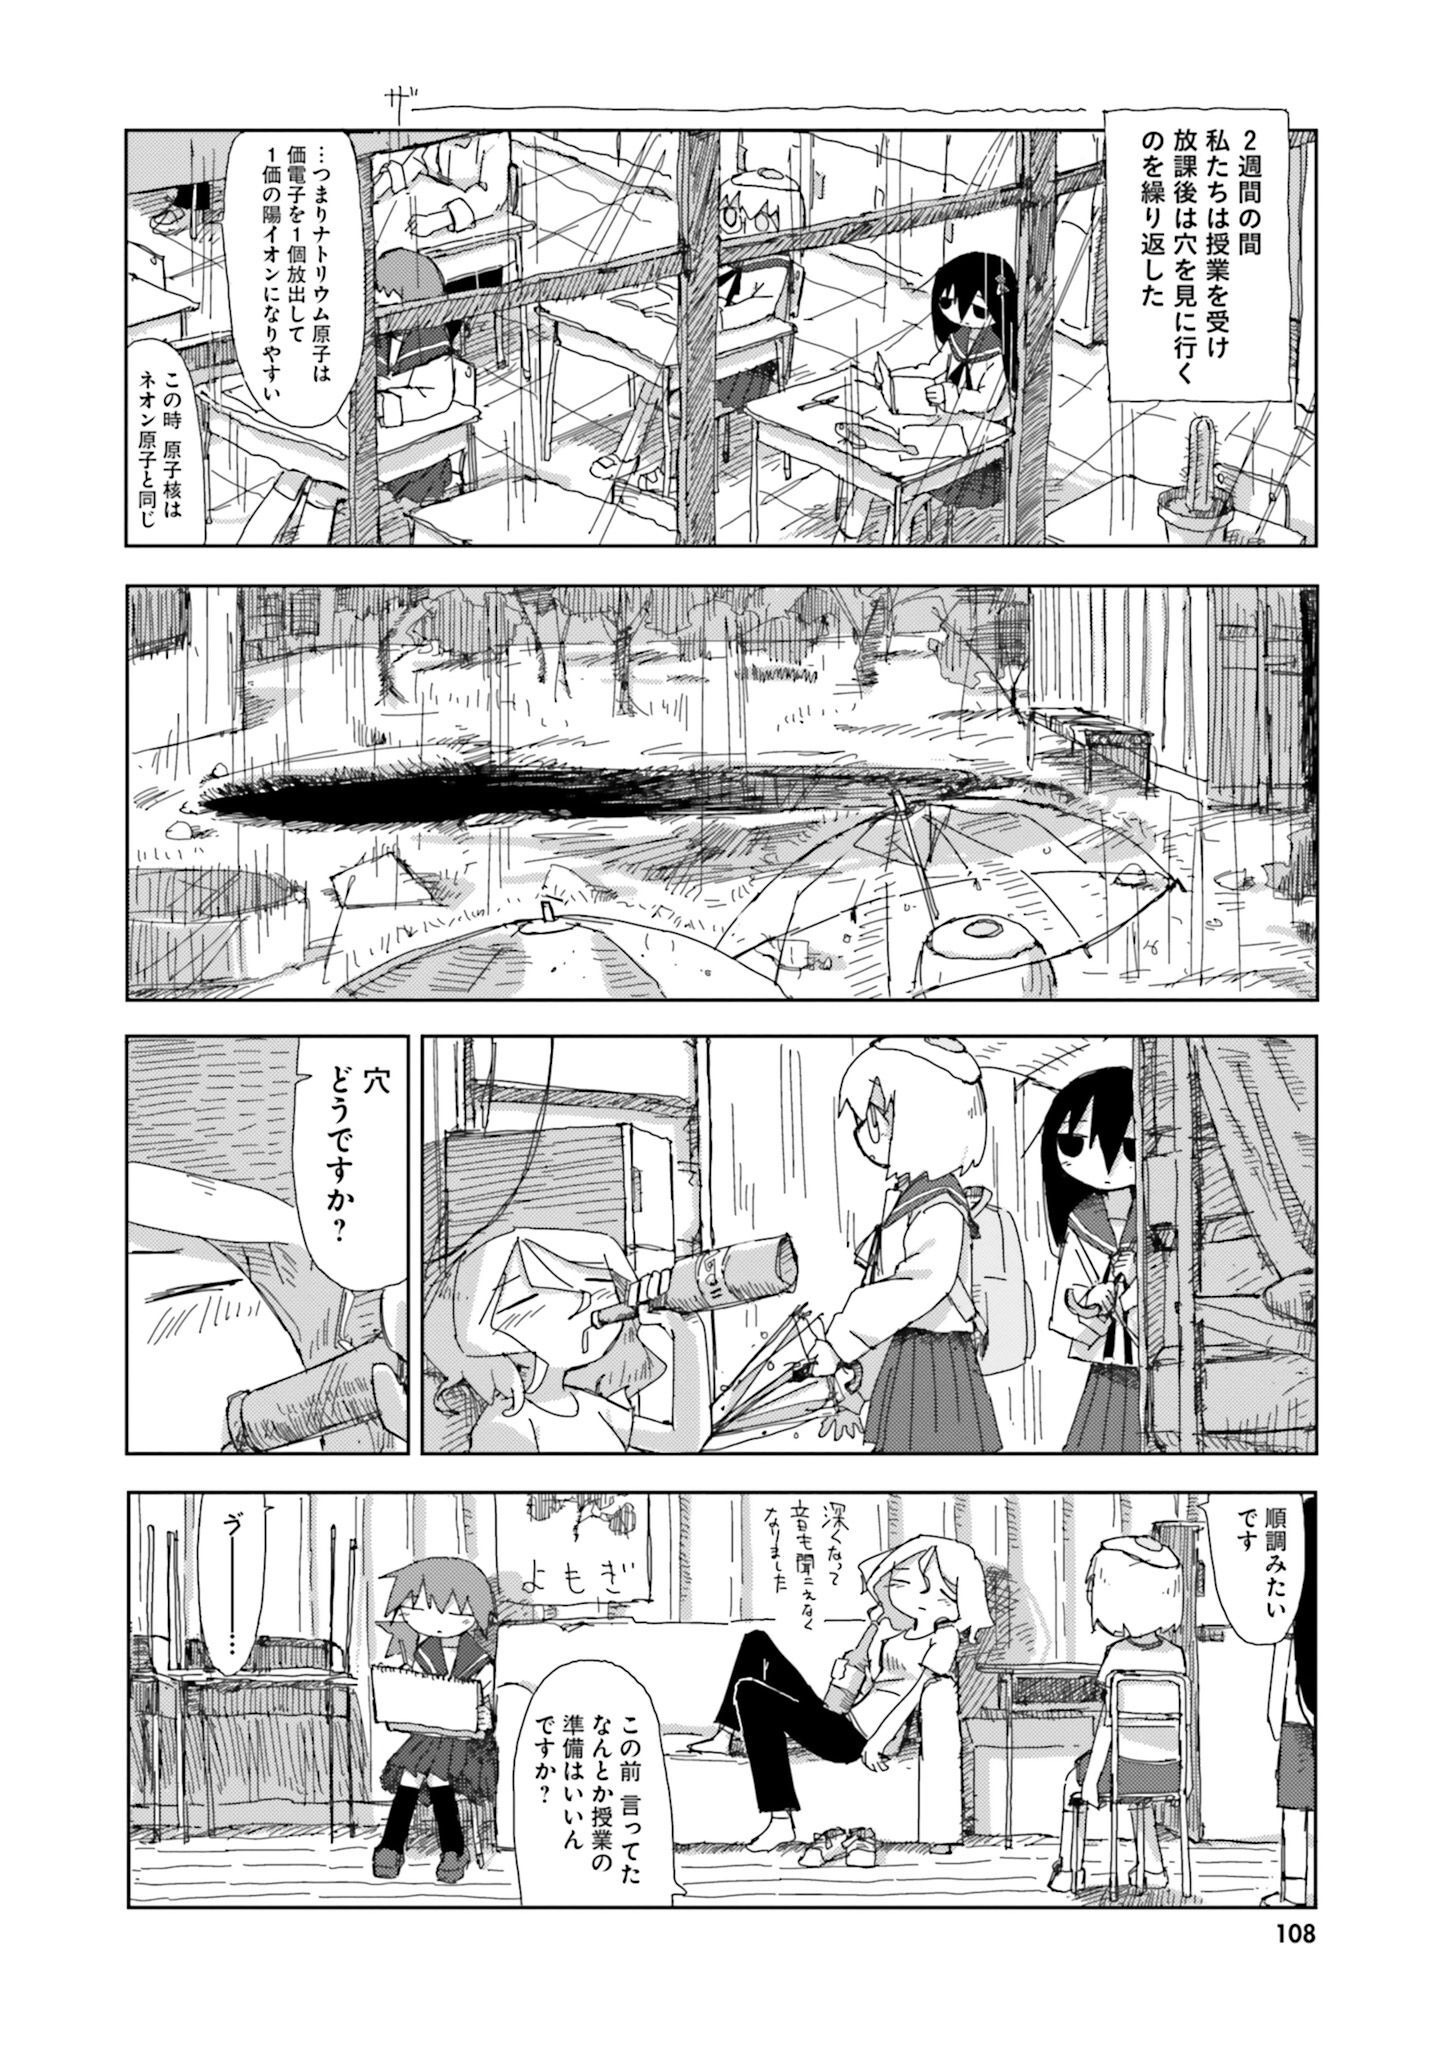 ザ
2週間の間
私たちは授業を受け
放課後は穴を見に行く
のを繰り返した
…つまりナトリウム原子は
価電子を1個放出して
1価の陽イオンになりやすい
この時 原子核は
ネオン原子と同じ
穴
どうですか?
順調みたい
です
深くなって
音も聞こえなく
なりました
この前 言ってた
なんとか授業の
準備はいいん
ですか?
よもぎ
ゔ――……
108